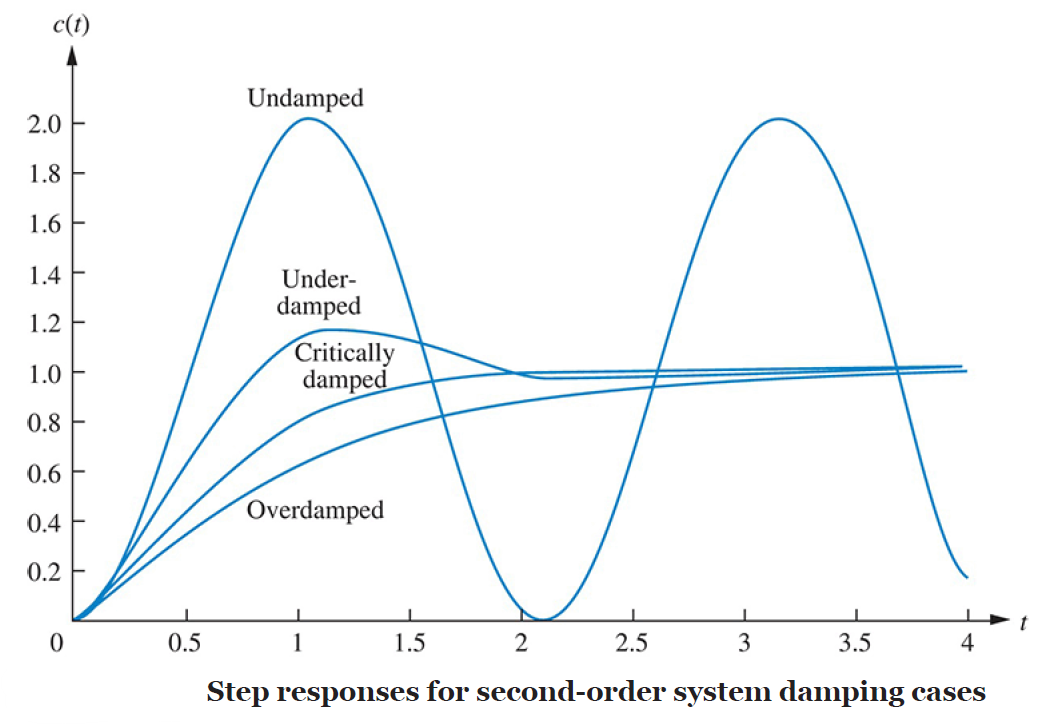 c(t)
Undamped
2.0
1.8
1.6
1.4
Under-
damped
1.2
Critically
damped
1.0
0.8
0.6
Overdamped
0.4
0.2
0 0.5 1 1.5 2 2.5 3 3.5 4 t
Step responses for second-order system damping cases